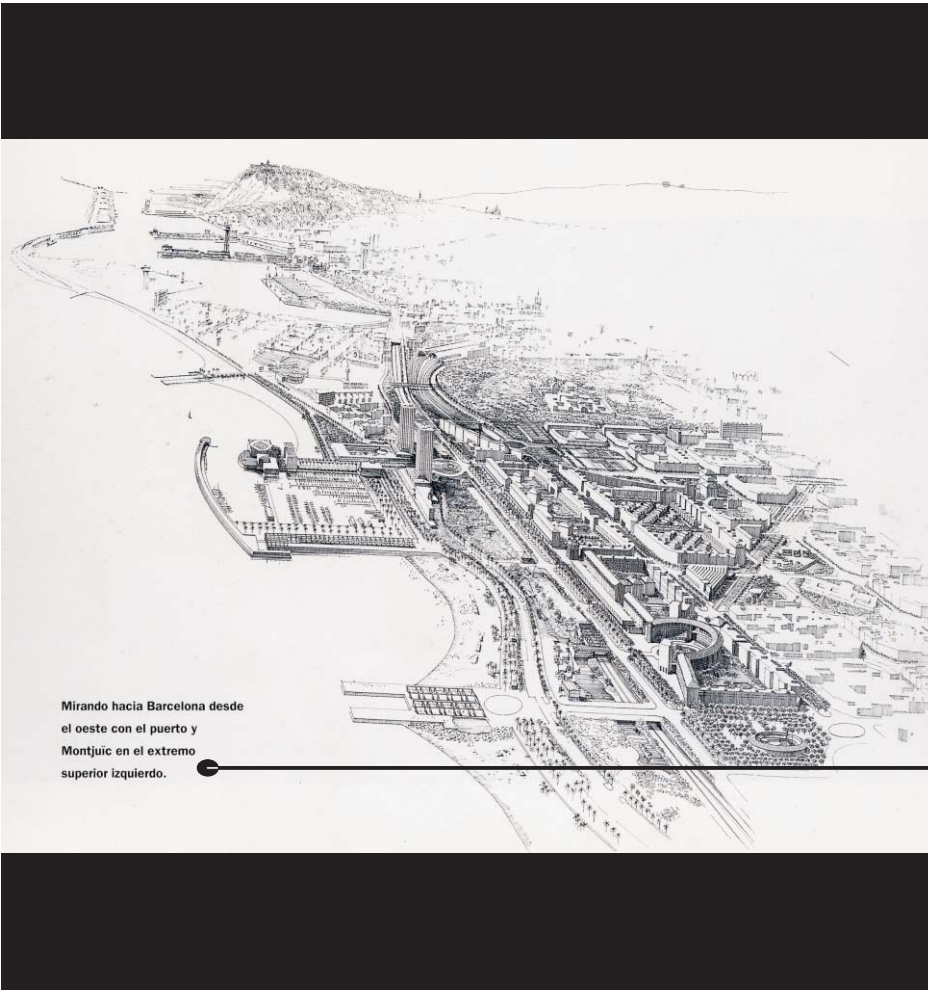 Mirando hacia Barcelona desde
el oeste con el puerto y
Montjuïc en el extremo
superior izquierdo.